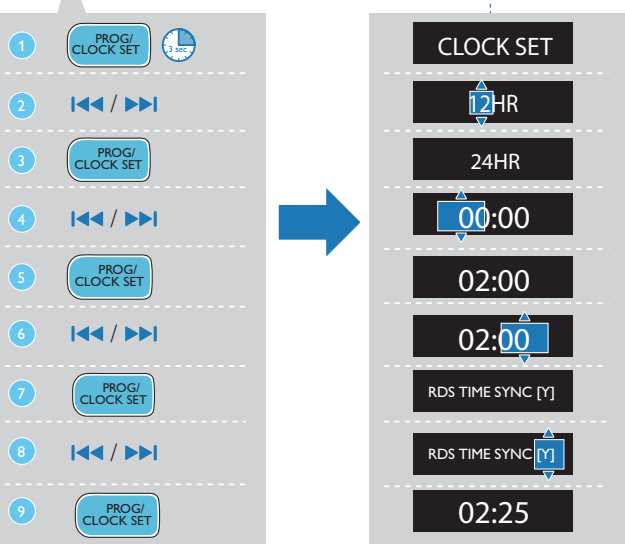 1 PROG/
CLOCK SET 3 sec CLOCK SET
2 / 12HR
3 PROG/
CLOCK SET 24HR
4 / 00:00
5 PROG/
CLOCK SET 02:00
6 / 02:00
7 PROG/
CLOCK SET RDS TIME SYNC [Y]
8 / RDS TIME SYNC [Y]
9 PROG/
CLOCK SET 02:25